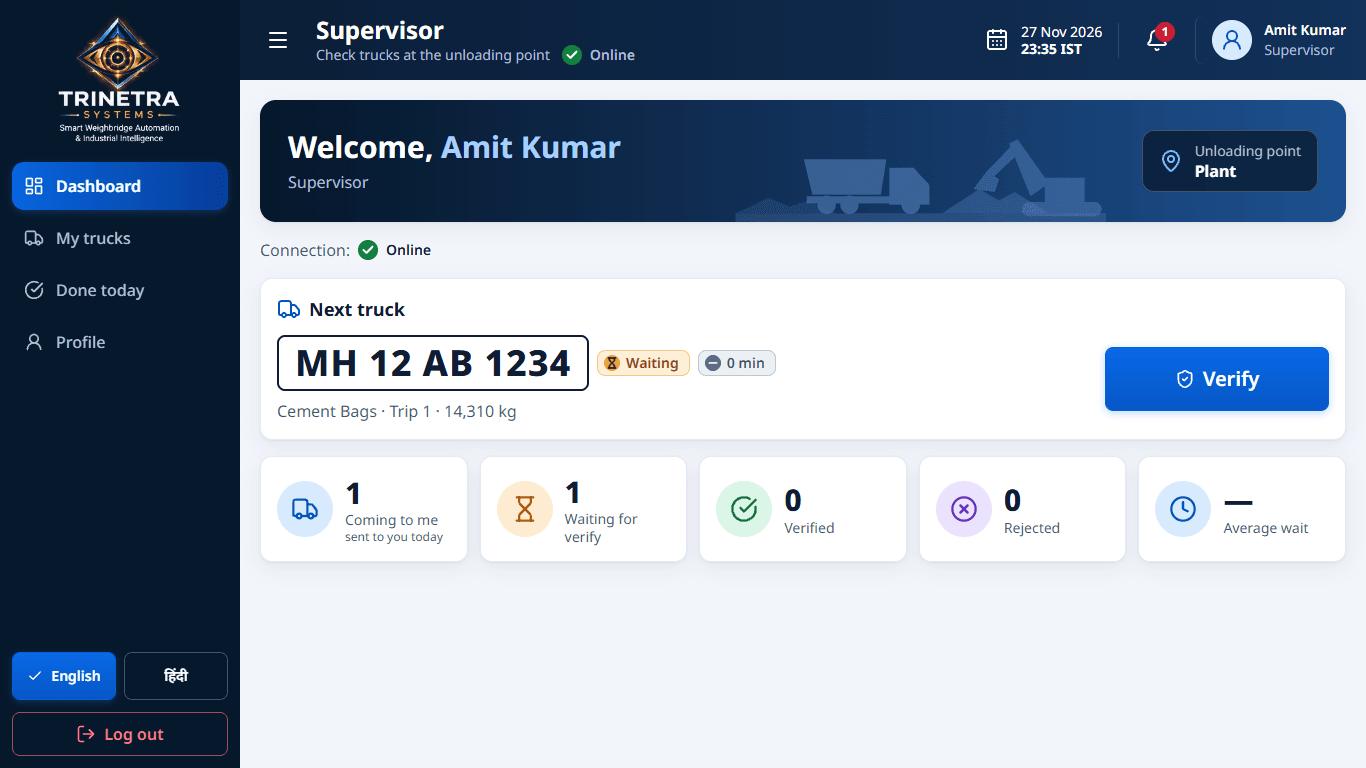 TRINETRA
SYSTEMS
Smart Weighbridge Automation
& Industrial Intelligence
Dashboard
My trucks
Done today
Profile
English
हिंदी
Log out
Supervisor
Check trucks at the unloading point
Online
27 Nov 2026
23:35 IST
1
Amit Kumar
Supervisor
Welcome, Amit Kumar
Supervisor
Unloading point
Plant
Connection: Online
Next truck
MH 12 AB 1234
Waiting
0 min
Cement Bags · Trip 1 · 14,310 kg
Verify
1
Coming to me
sent to you today
1
Waiting for
verify
0
Verified
0
Rejected
—
Average wait